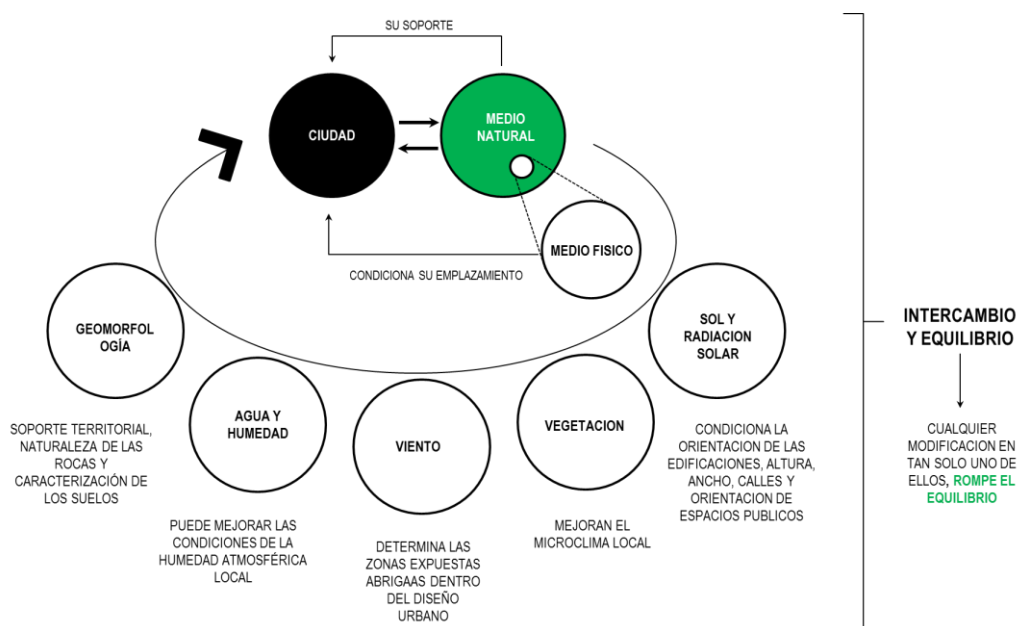 SU SOPORTE
CIUDAD
MEDIO
NATURAL
MEDIO FISICO
CONDICIONA SU EMPLAZAMIENTO
GEOMORFOL
OGÍA
SOPORTE TERRITORIAL,
NATURALEZA DE LAS
ROCAS Y
CARACTERIZACIÓN DE
LOS SUELOS
AGUA Y
HUMEDAD
PUEDE MEJORAR LAS
CONDICIONES DE LA
HUMEDAD ATMOSFÉRICA
LOCAL
VIENTO
DETERMINA LAS
ZONAS EXPUESTAS
ABRIGAAS DENTRO
DEL DISEÑO
URBANO
VEGETACION
MEJORAN EL
MICROCLIMA LOCAL
SOL Y
RADIACION
SOLAR
CONDICIONA LA
ORIENTACION DE LAS
EDIFICACIONES, ALTURA,
ANCHO, CALLES Y
ORIENTACION DE
ESPACIOS PUBLICOS
INTERCAMBIO
Y EQUILIBRIO
CUALQUIER
MODIFICACION EN
TAN SOLO UNO DE
ELLOS, ROMPE EL
EQUILIBRIO